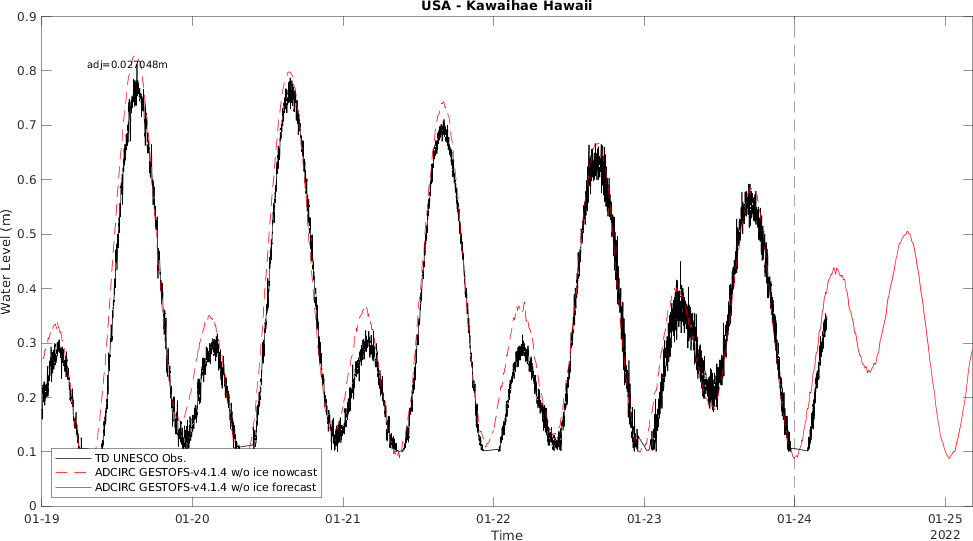 USA - Kawaihae Hawaii
adj=0.027048m
0.9
0.8
0.7
0.6
0.5
0.4
0.3
0.2
0.1
0
Water Level (m)
TD UNESCO Obs.
ADCIRC GESTOFS-v4.1.4 w/o ice nowcast
ADCIRC GESTOFS-v4.1.4 w/o ice forecast
01-19 01-20 01-21 01-22 01-23 01-24 01-25
Time
2022